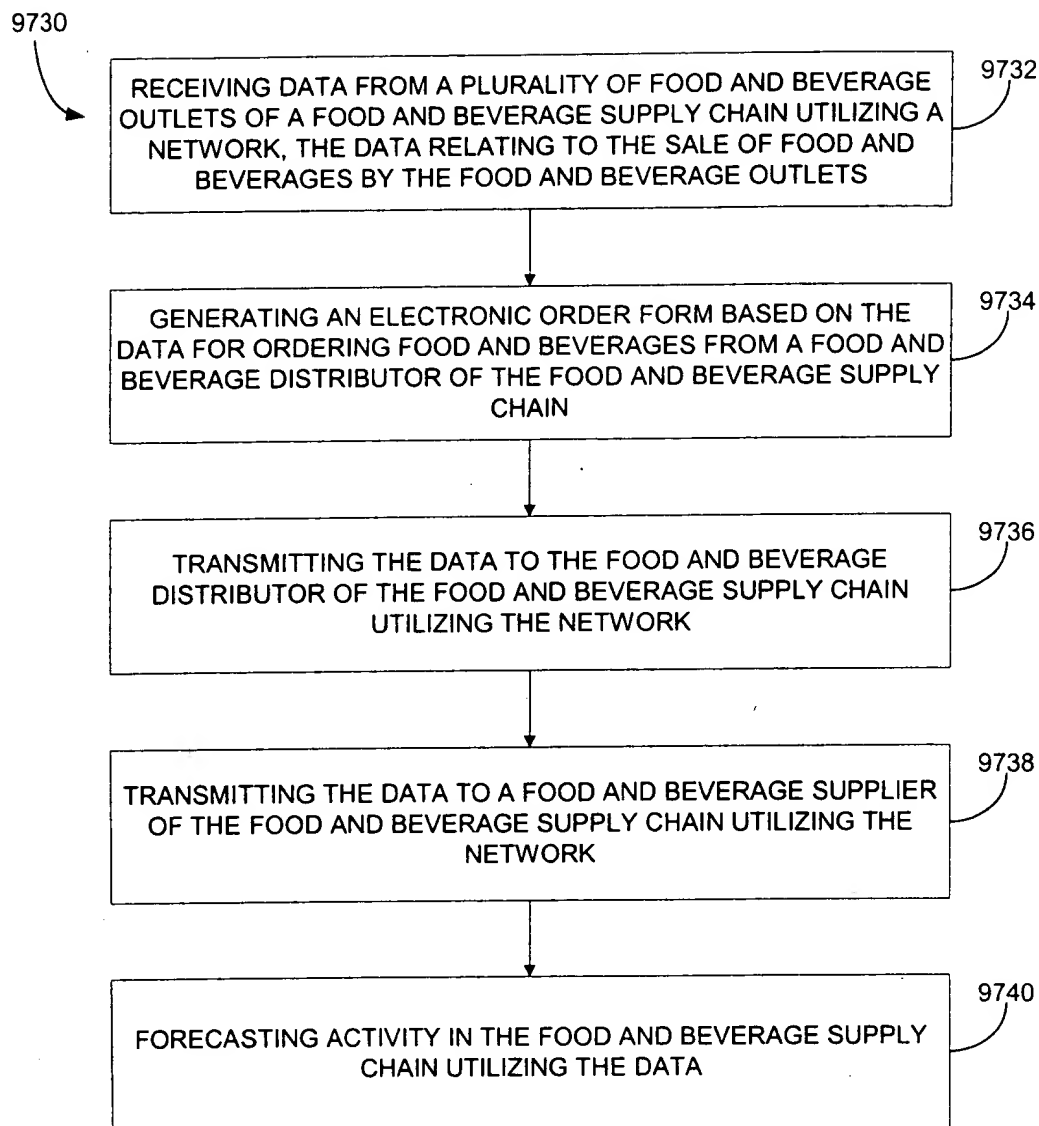 9730
RECEIVING DATA FROM A PLURALITY OF FOOD AND BEVERAGE
OUTLETS OF A FOOD AND BEVERAGE SUPPLY CHAIN UTILIZING A
NETWORK, THE DATA RELATING TO THE SALE OF FOOD AND
BEVERAGES BY THE FOOD AND BEVERAGE OUTLETS
9732
GENERATING AN ELECTRONIC ORDER FORM BASED ON THE
DATA FOR ORDERING FOOD AND BEVERAGES FROM A FOOD AND
BEVERAGE DISTRIBUTOR OF THE FOOD AND BEVERAGE SUPPLY
CHAIN
9734
TRANSMITTING THE DATA TO THE FOOD AND BEVERAGE
DISTRIBUTOR OF THE FOOD AND BEVERAGE SUPPLY CHAIN
UTILIZING THE NETWORK
9736
TRANSMITTING THE DATA TO A FOOD AND BEVERAGE SUPPLIER
OF THE FOOD AND BEVERAGE SUPPLY CHAIN UTILIZING THE
NETWORK
9738
FORECASTING ACTIVITY IN THE FOOD AND BEVERAGE SUPPLY
CHAIN UTILIZING THE DATA
9740